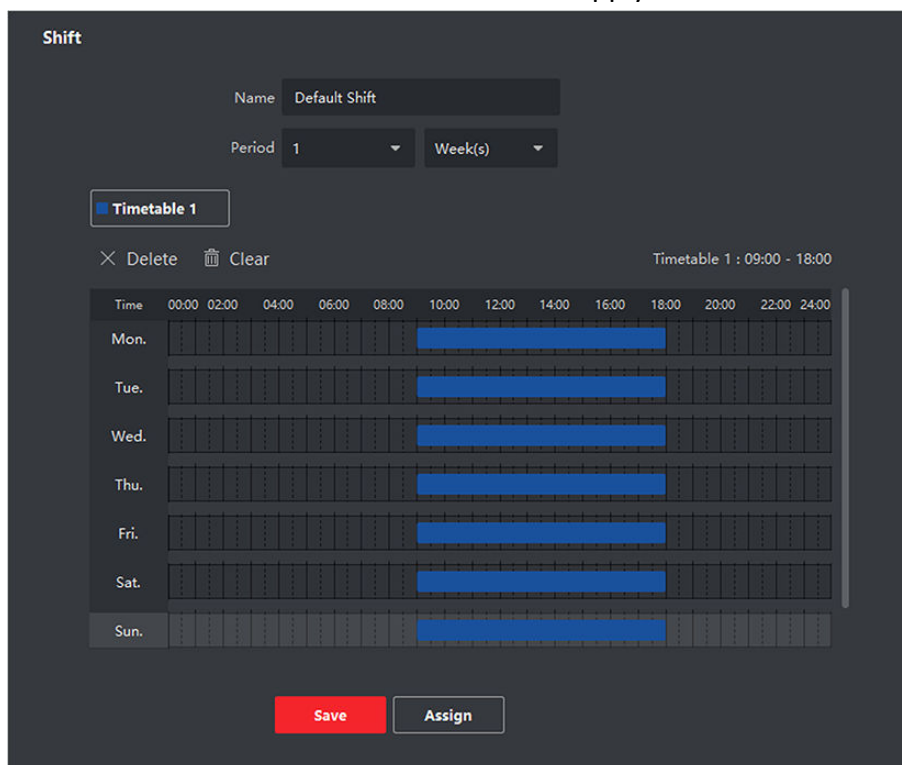 Shift
Name Default Shift
Period 1 Week(s)
Timetable 1
Delete Clear Timetable 1 : 09:00 - 18:00
Time 00:00 02:00 04:00 06:00 08:00 10:00 12:00 14:00 16:00 18:00 20:00 22:00 24:00
Mon.
Tue.
Wed.
Thu.
Fri.
Sat.
Sun.
Save Assign